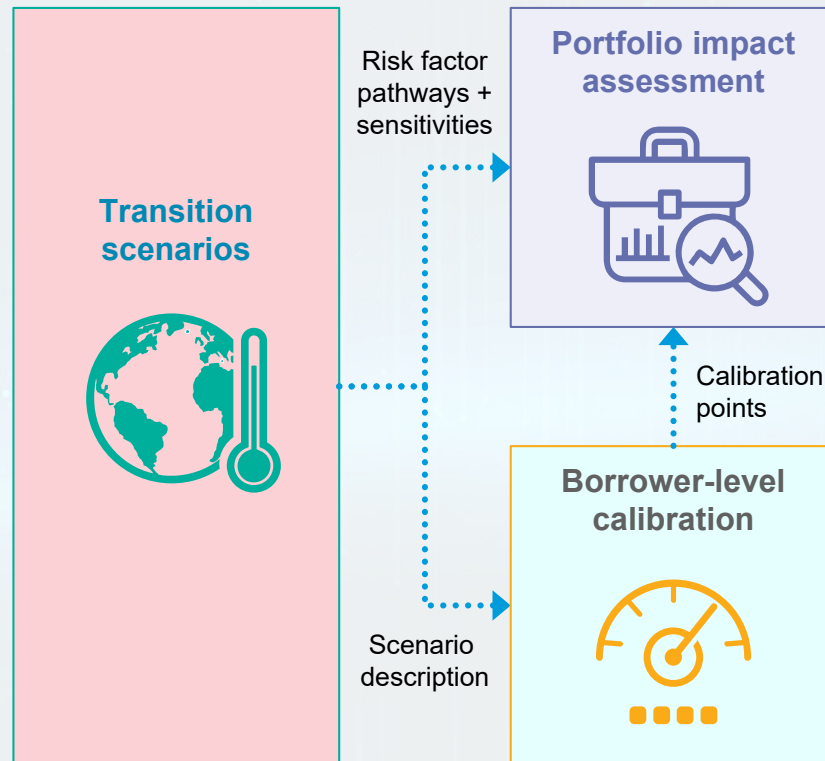 Transition
scenarios
Risk factor
pathways +
sensitivities
Portfolio impact
assessment
Calibration
points
Scenario
description
Borrower-level
calibration